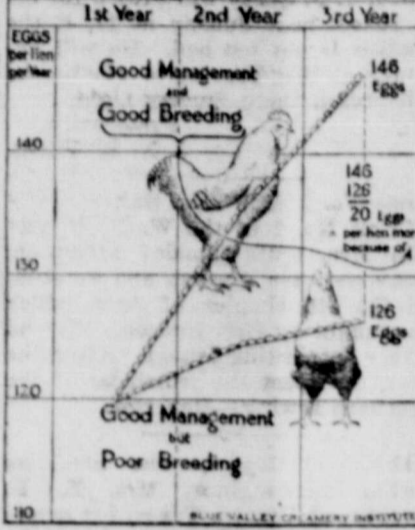 1st Year 2nd Year 3rd Year
EGGS
per Hen
per Year
Good Management
and
Good Breeding
146
Eggs
140
146
126
20 Eggs
per hen more
because of
130
126
Eggs
120
Good Management
but
Poor Breeding
110
BLUE VALLEY CREAMERY INSTITUTE